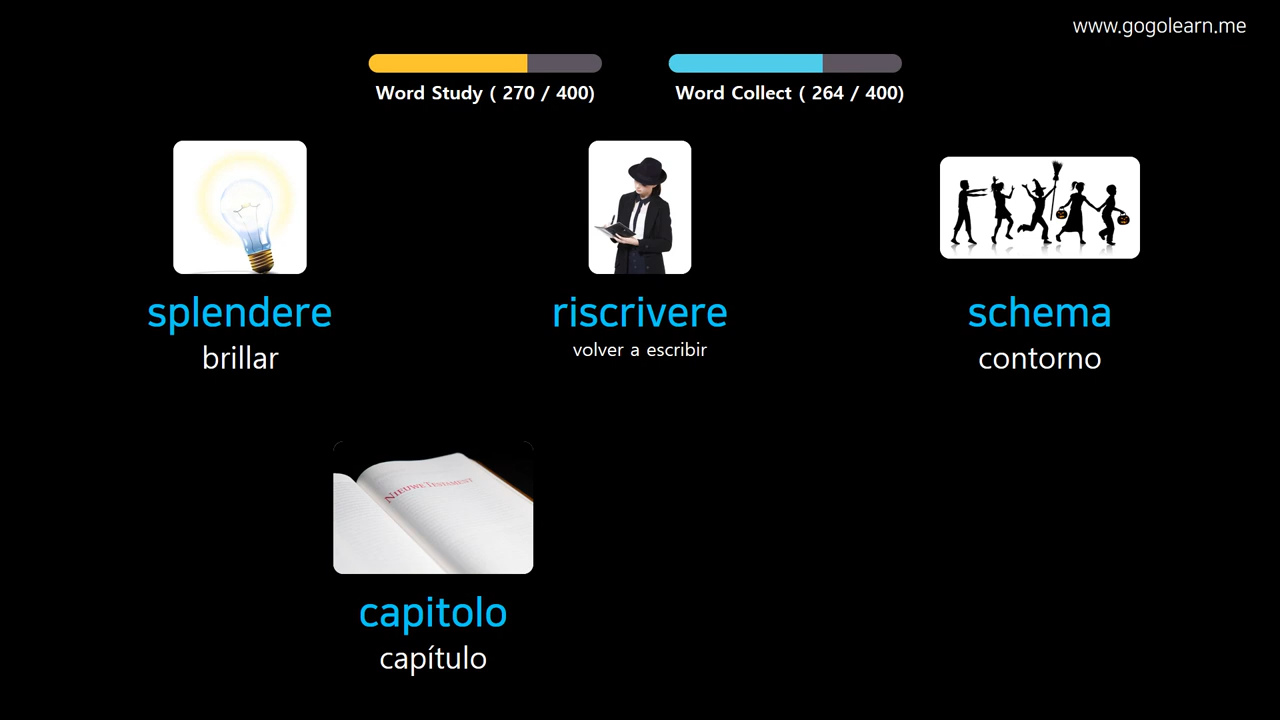 www.gogolearn.me
Word Study ( 270 / 400)
Word Collect ( 264 / 400)
splendere
brillar
riscrivere
volver a escribir
schema
contorno
NIEUWE TESTAMENT
capitolo
capítulo